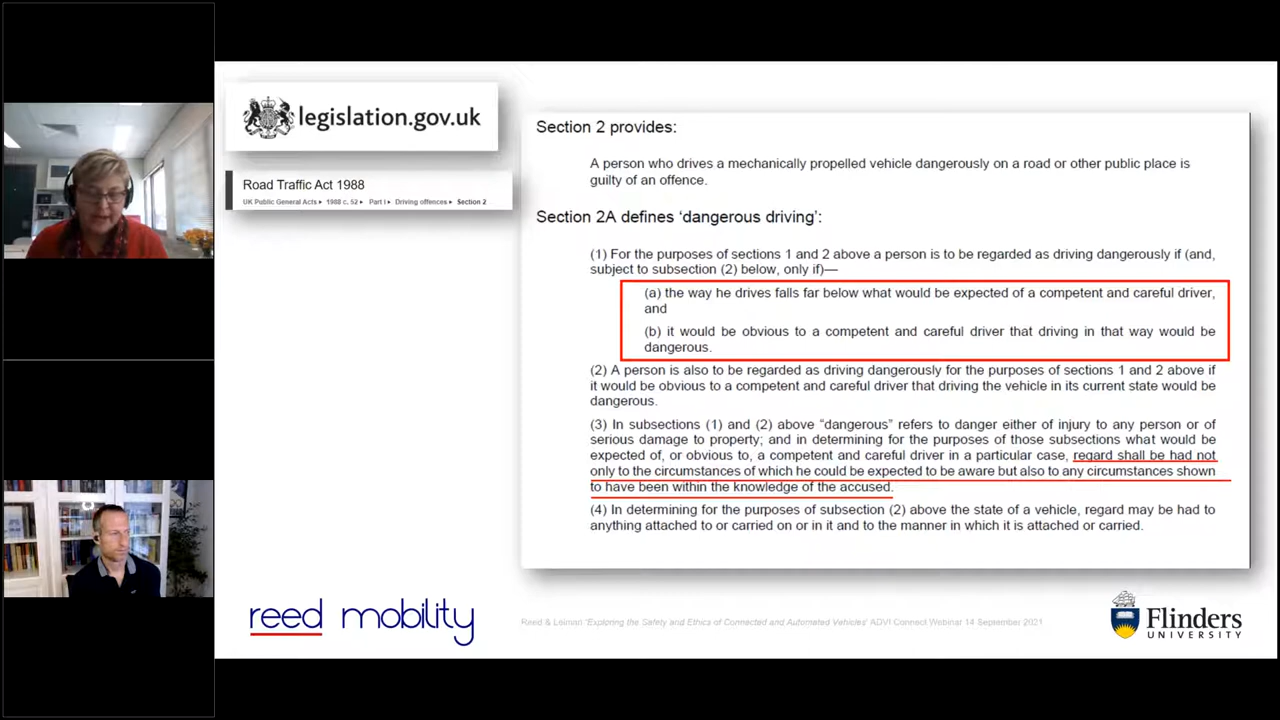 legislation.gov.uk
Road Traffic Act 1988
UK Public General Acts ▸ 1988 c. 52 ▸ Part I ▸ Driving offences ▸ Section 2
Section 2 provides:
A person who drives a mechanically propelled vehicle dangerously on a road or other public place is
guilty of an offence.
Section 2A defines ‘dangerous driving’:
(1) For the purposes of sections 1 and 2 above a person is to be regarded as driving dangerously if (and,
subject to subsection (2) below, only if)—
(a) the way he drives falls far below what would be expected of a competent and careful driver,
and
(b) it would be obvious to a competent and careful driver that driving in that way would be
dangerous.
(2) A person is also to be regarded as driving dangerously for the purposes of sections 1 and 2 above if
it would be obvious to a competent and careful driver that driving the vehicle in its current state would be
dangerous.
(3) In subsections (1) and (2) above “dangerous” refers to danger either of injury to any person or of
serious damage to property; and in determining for the purposes of those subsections what would be
expected of, or obvious to, a competent and careful driver in a particular case, regard shall be had not
only to the circumstances of which he could be expected to be aware but also to any circumstances shown
to have been within the knowledge of the accused.
(4) In determining for the purposes of subsection (2) above the state of a vehicle, regard may be had to
anything attached to or carried on or in it and to the manner in which it is attached or carried.
reed mobility
Reed & Leiman ‘Exploring the Safety and Ethics of Connected and Automated Vehicles’ ADVI Connect Webinar 14 September 2021
Flinders
UNIVERSITY